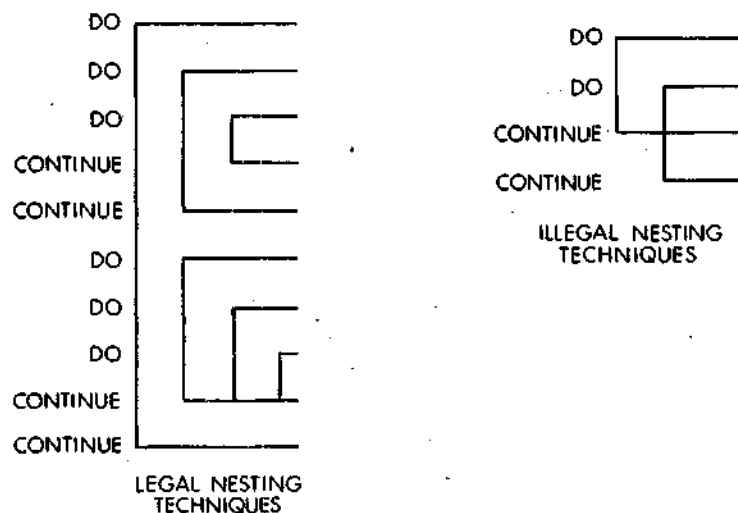 DO
DO
DO
CONTINUE
CONTINUE
DO
DO
DO
CONTINUE
CONTINUE
LEGAL NESTING
TECHNIQUES
DO
DO
CONTINUE
CONTINUE
ILLEGAL NESTING
TECHNIQUES